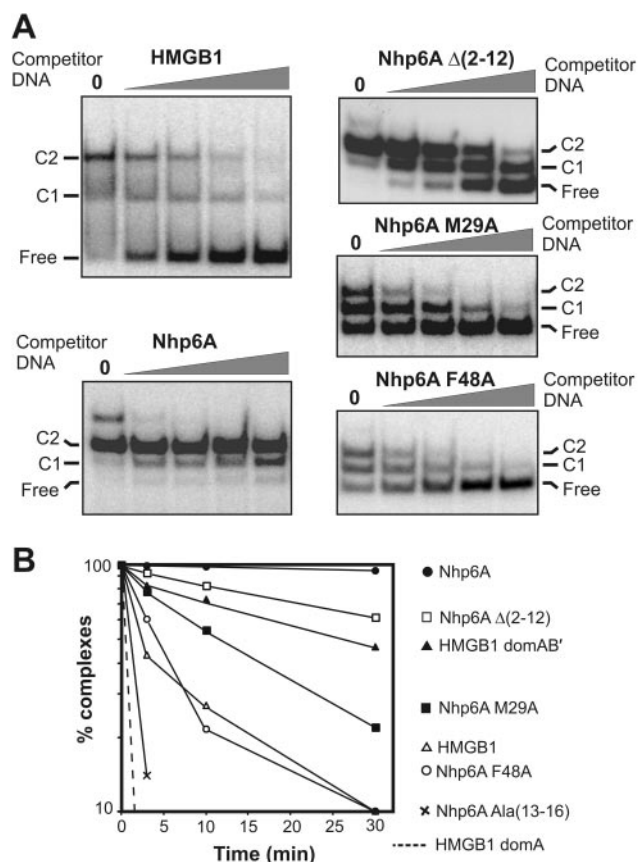 A
HMGB1
Competitor
DNA
0
C2
C1
Free
Nhp6A Δ(2-12)
0
Competitor
DNA
C2
C1
Free
Nhp6A M29A
0
Competitor
DNA
C2
C1
Free
Nhp6A
Competitor
DNA
0
C2
C1
Free
Nhp6A F48A
0
Competitor
DNA
C2
C1
Free
B
% complexes
100
10
0 5 10 15 20 25 30
Time (min)
Nhp6A
Nhp6A Δ(2-12)
HMGB1 domAB′
Nhp6A M29A
HMGB1
Nhp6A F48A
Nhp6A Ala(13-16)
HMGB1 domA